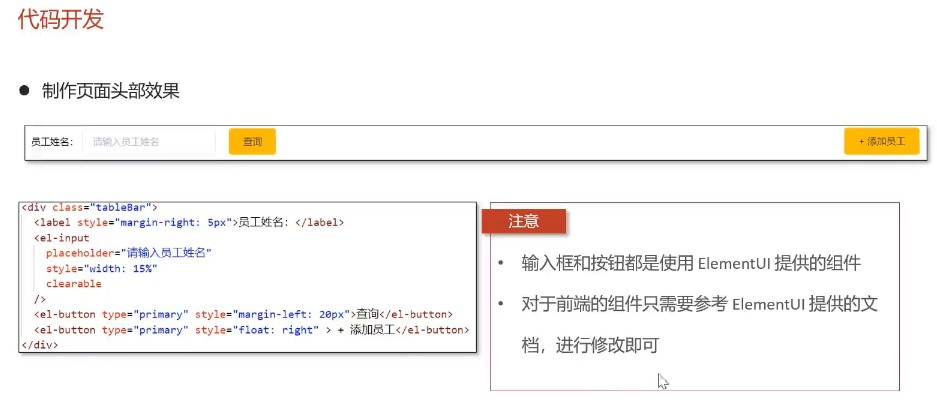 代码开发
● 制作页面头部效果
员工姓名： 请输入员工姓名 查询 + 添加员工
<div class="tableBar">
<label style="margin-right: 5px">员工姓名：</label>
<el-input
placeholder="请输入员工姓名"
style="width: 15%"
clearable
/>
<el-button type="primary" style="margin-left: 20px">查询</el-button>
<el-button type="primary" style="float: right" > + 添加员工</el-button>
</div>
注意
• 输入框和按钮都是使用 ElementUI 提供的组件
• 对于前端的组件只需要参考 ElementUI 提供的文
档，进行修改即可